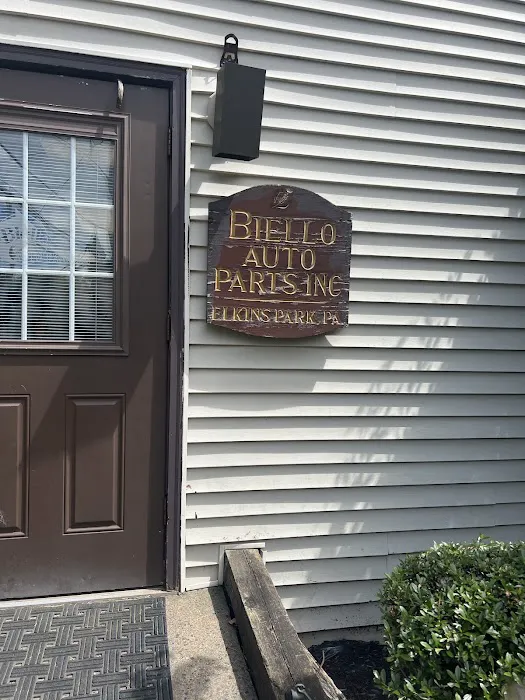 BIELLO
AUTO
PARTS INC
ELKINS PARK, PA